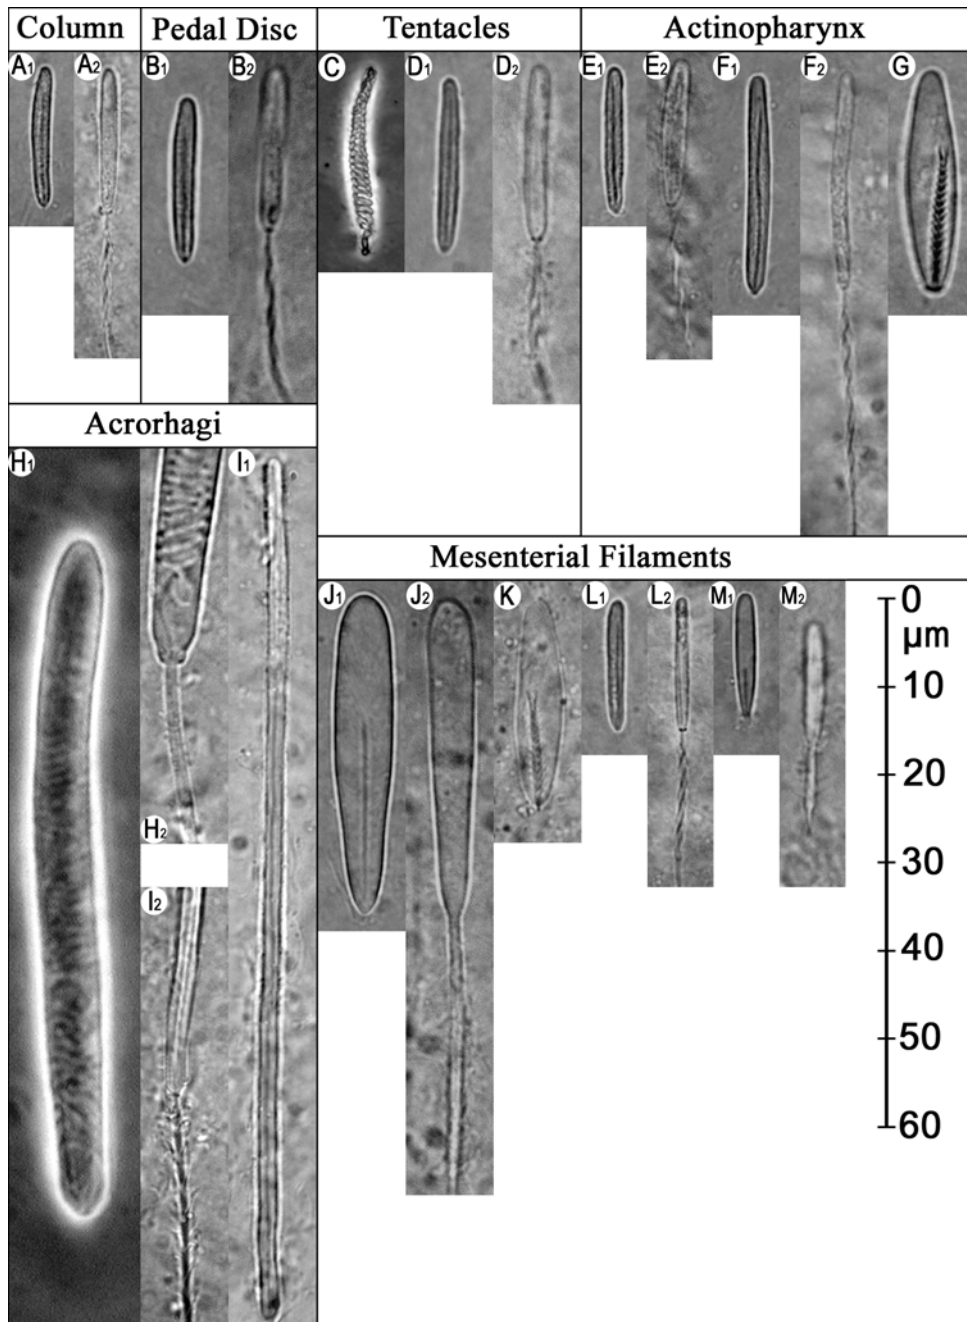 Column Pedal Disc Tentacles Actinopharynx
A1 A2 B1 B2 C D1 D2 E1 E2 F1 F2 G
Acrorhagi
H1 I1
H2
I2
Mesenterial Filaments
J1 J2 K L1 L2 M1 M2
0
µm
10
20
30
40
50
60